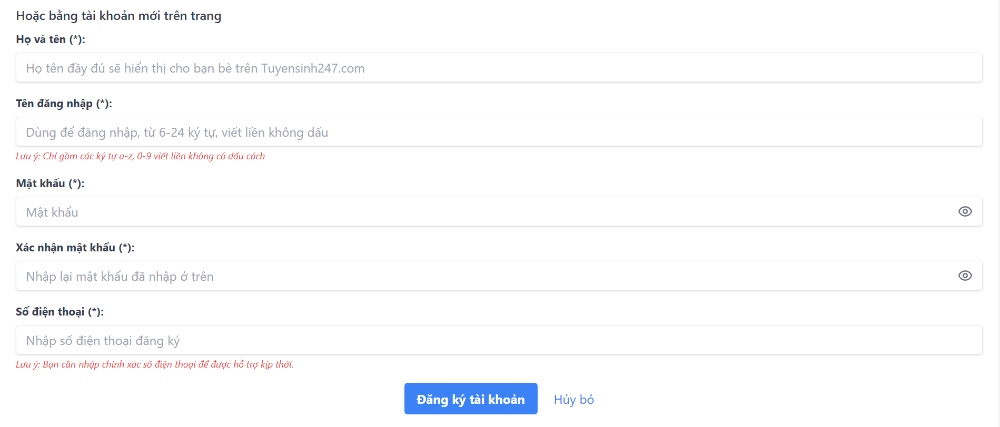 Hoặc bằng tài khoản mới trên trang
Họ và tên (*):
Họ tên đầy đủ sẽ hiển thị cho bạn bè trên Tuyensinh247.com
Tên đăng nhập (*):
Dùng để đăng nhập, từ 6-24 ký tự, viết liền không dấu
Lưu ý: Chỉ gồm các ký tự a-z, 0-9 viết liền không có dấu cách
Mật khẩu (*):
Mật khẩu
Xác nhận mật khẩu (*):
Nhập lại mật khẩu đã nhập ở trên
Số điện thoại (*):
Nhập số điện thoại đăng ký
Lưu ý: Bạn cần nhập chính xác số điện thoại để được hỗ trợ kịp thời.
Đăng ký tài khoản Hủy bỏ